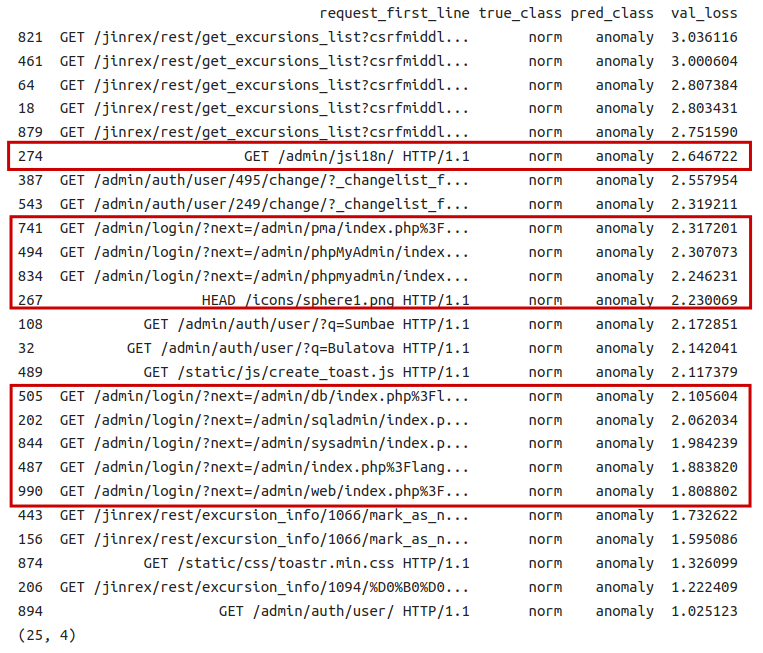 request_first_line true_class pred_class val_loss
821 GET /jinrex/rest/get_excursions_list?csrfmiddl... norm anomaly 3.036116
461 GET /jinrex/rest/get_excursions_list?csrfmiddl... norm anomaly 3.000604
64 GET /jinrex/rest/get_excursions_list?csrfmiddl... norm anomaly 2.807384
18 GET /jinrex/rest/get_excursions_list?csrfmiddl... norm anomaly 2.803431
879 GET /jinrex/rest/get_excursions_list?csrfmiddl... norm anomaly 2.751590
274 GET /admin/jsi18n/ HTTP/1.1 norm anomaly 2.646722
387 GET /admin/auth/user/495/change/?_changelist_f... norm anomaly 2.557954
543 GET /admin/auth/user/249/change/?_changelist_f... norm anomaly 2.319211
741 GET /admin/login/?next=/admin/pma/index.php%3F... norm anomaly 2.317201
494 GET /admin/login/?next=/admin/phpMyAdmin/index... norm anomaly 2.307073
834 GET /admin/login/?next=/admin/phpmyadmin/index... norm anomaly 2.246231
267 HEAD /icons/sphere1.png HTTP/1.1 norm anomaly 2.230069
108 GET /admin/auth/user/?q=Sumbae HTTP/1.1 norm anomaly 2.172851
32 GET /admin/auth/user/?q=Bulatova HTTP/1.1 norm anomaly 2.142041
489 GET /static/js/create_toast.js HTTP/1.1 norm anomaly 2.117379
505 GET /admin/login/?next=/admin/db/index.php%3Fl... norm anomaly 2.105604
202 GET /admin/login/?next=/admin/sqladmin/index.p... norm anomaly 2.062034
844 GET /admin/login/?next=/admin/sysadmin/index.p... norm anomaly 1.984239
487 GET /admin/login/?next=/admin/index.php%3Flang... norm anomaly 1.883820
990 GET /admin/login/?next=/admin/web/index.php%3F... norm anomaly 1.808802
443 GET /jinrex/rest/excursion_info/1066/mark_as_n... norm anomaly 1.732622
156 GET /jinrex/rest/excursion_info/1066/mark_as_n... norm anomaly 1.595086
874 GET /static/css/toastr.min.css HTTP/1.1 norm anomaly 1.326099
206 GET /jinrex/rest/excursion_info/1094/%D0%B0%D0... norm anomaly 1.222409
894 GET /admin/auth/user/ HTTP/1.1 norm anomaly 1.025123
(25, 4)